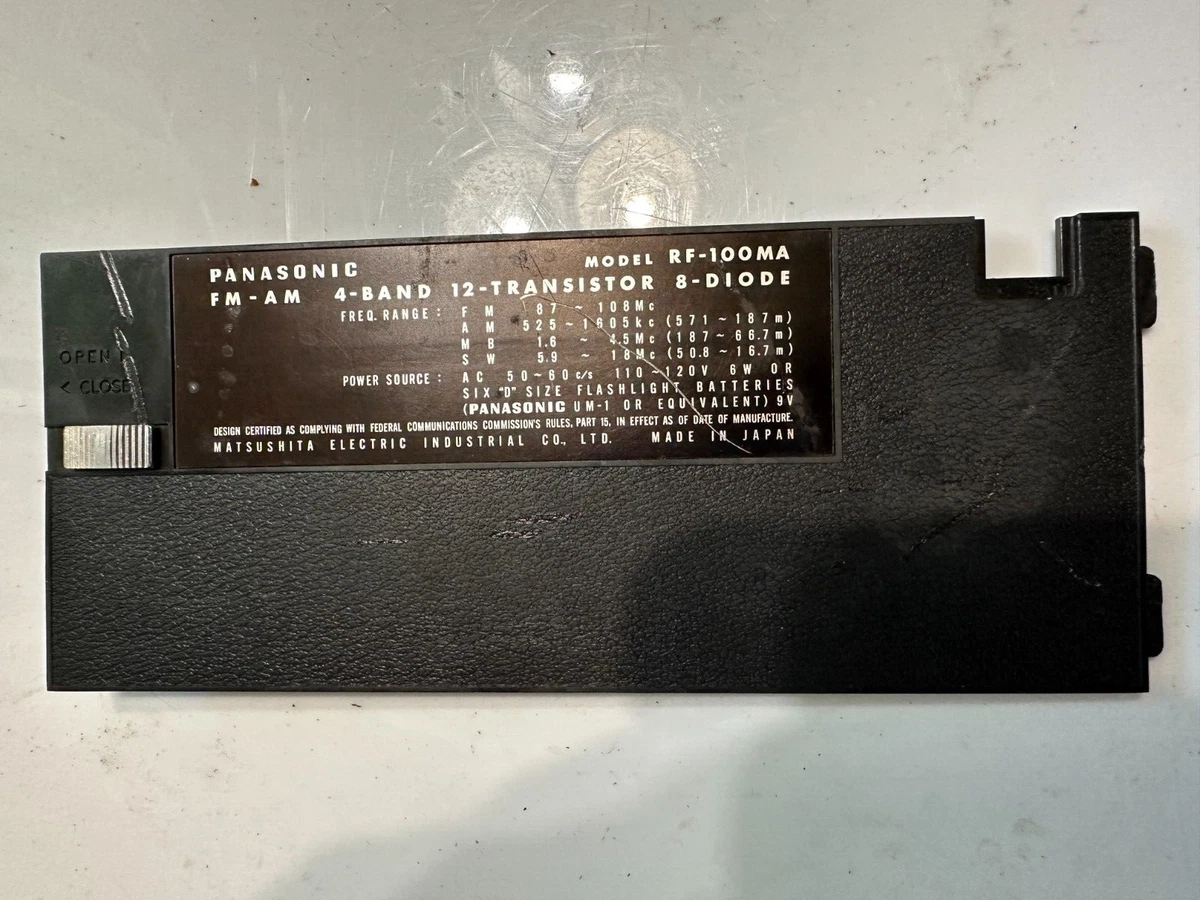 PANASONIC MODEL RF-100MA
FM-AM 4-BAND 12-TRANSISTOR 8-DIODE
FREQ. RANGE : FM 87 ~ 108Mc
AM 525 ~ 1605kc (571 ~ 187m)
MB 1.6 ~ 4.5Mc (187 ~ 66.7m)
SW 5.9 ~ 18Mc (50.8 ~ 16.7m)
POWER SOURCE : AC 50~60c/s 110~120V 6W OR
SIX "D" SIZE FLASHLIGHT BATTERIES
(PANASONIC UM-1 OR EQUIVALENT) 9V
DESIGN CERTIFIED AS COMPLYING WITH FEDERAL COMMUNICATIONS COMMISSION'S RULES, PART 15, IN EFFECT AS OF DATE OF MANUFACTURE.
MATSUSHITA ELECTRIC INDUSTRIAL CO., LTD. MADE IN JAPAN
OPEN
< CLOSE